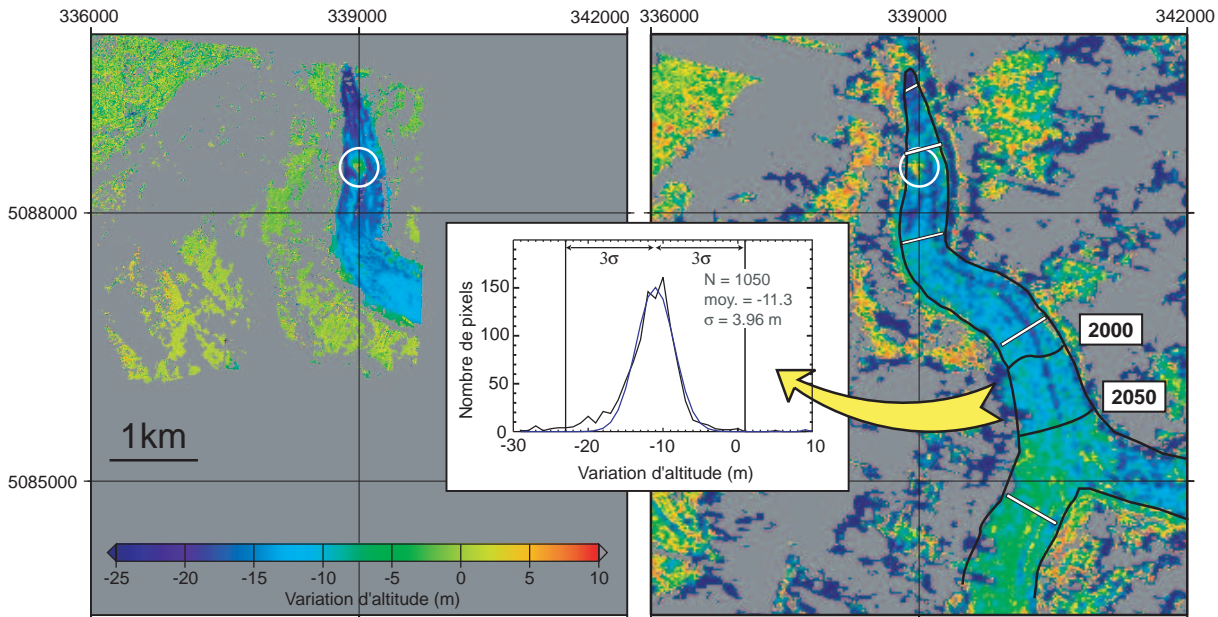 336000 339000 342000 336000 339000 342000
5088000
5085000
1km
-25 -20 -15 -10 -5 0 5 10
Variation d'altitude (m)
3σ 3σ
N = 1050
moy. = -11.3
σ = 3.96 m
Nombre de pixels
150
100
50
0
-30 -20 -10 0 10
Variation d'altitude (m)
2000
2050